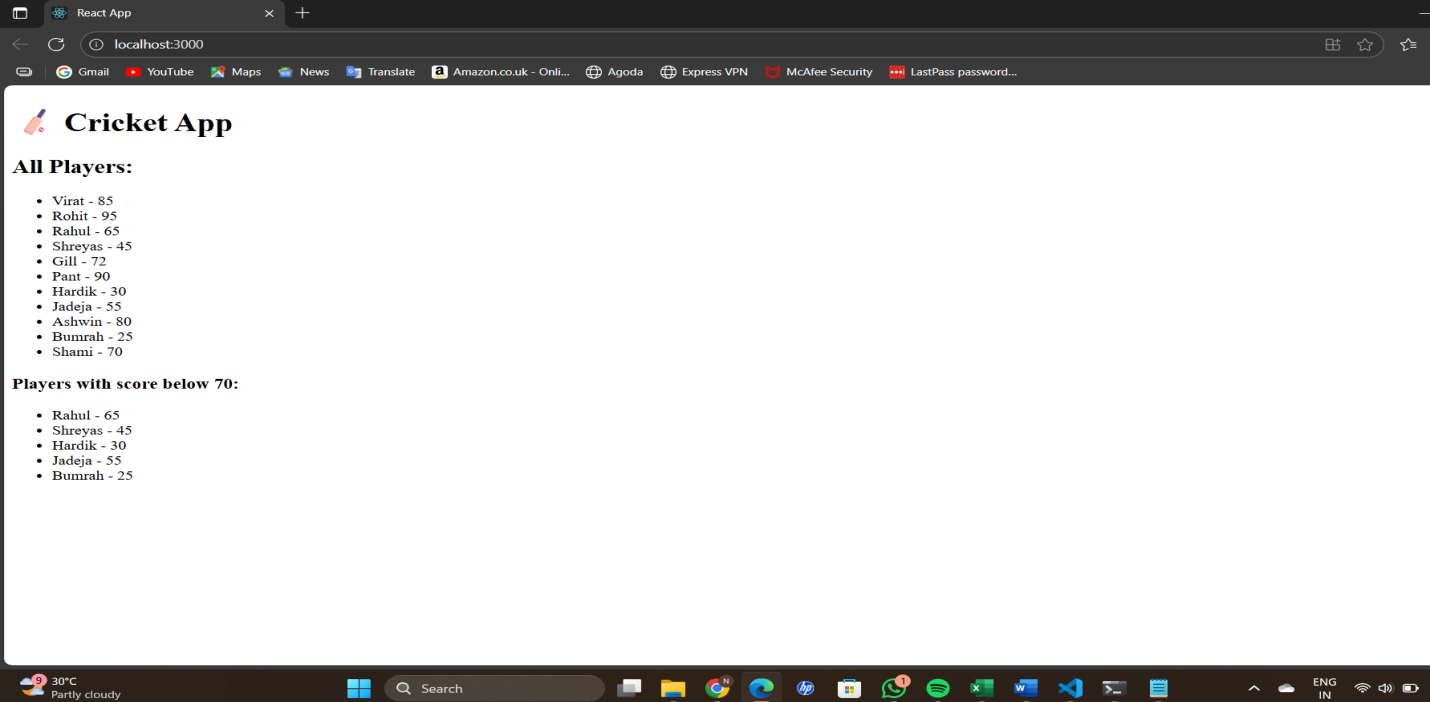 React App
localhost:3000
Gmail YouTube Maps News Translate Amazon.co.uk - Onli... Agoda Express VPN McAfee Security LastPass password...
Cricket App
All Players:
Virat - 85
Rohit - 95
Rahul - 65
Shreyas - 45
Gill - 72
Pant - 90
Hardik - 30
Jadeja - 55
Ashwin - 80
Bumrah - 25
Shami - 70
Players with score below 70:
Rahul - 65
Shreyas - 45
Hardik - 30
Jadeja - 55
Bumrah - 25
9 30°C
Partly cloudy
Search
N
hp
1
ENG
IN